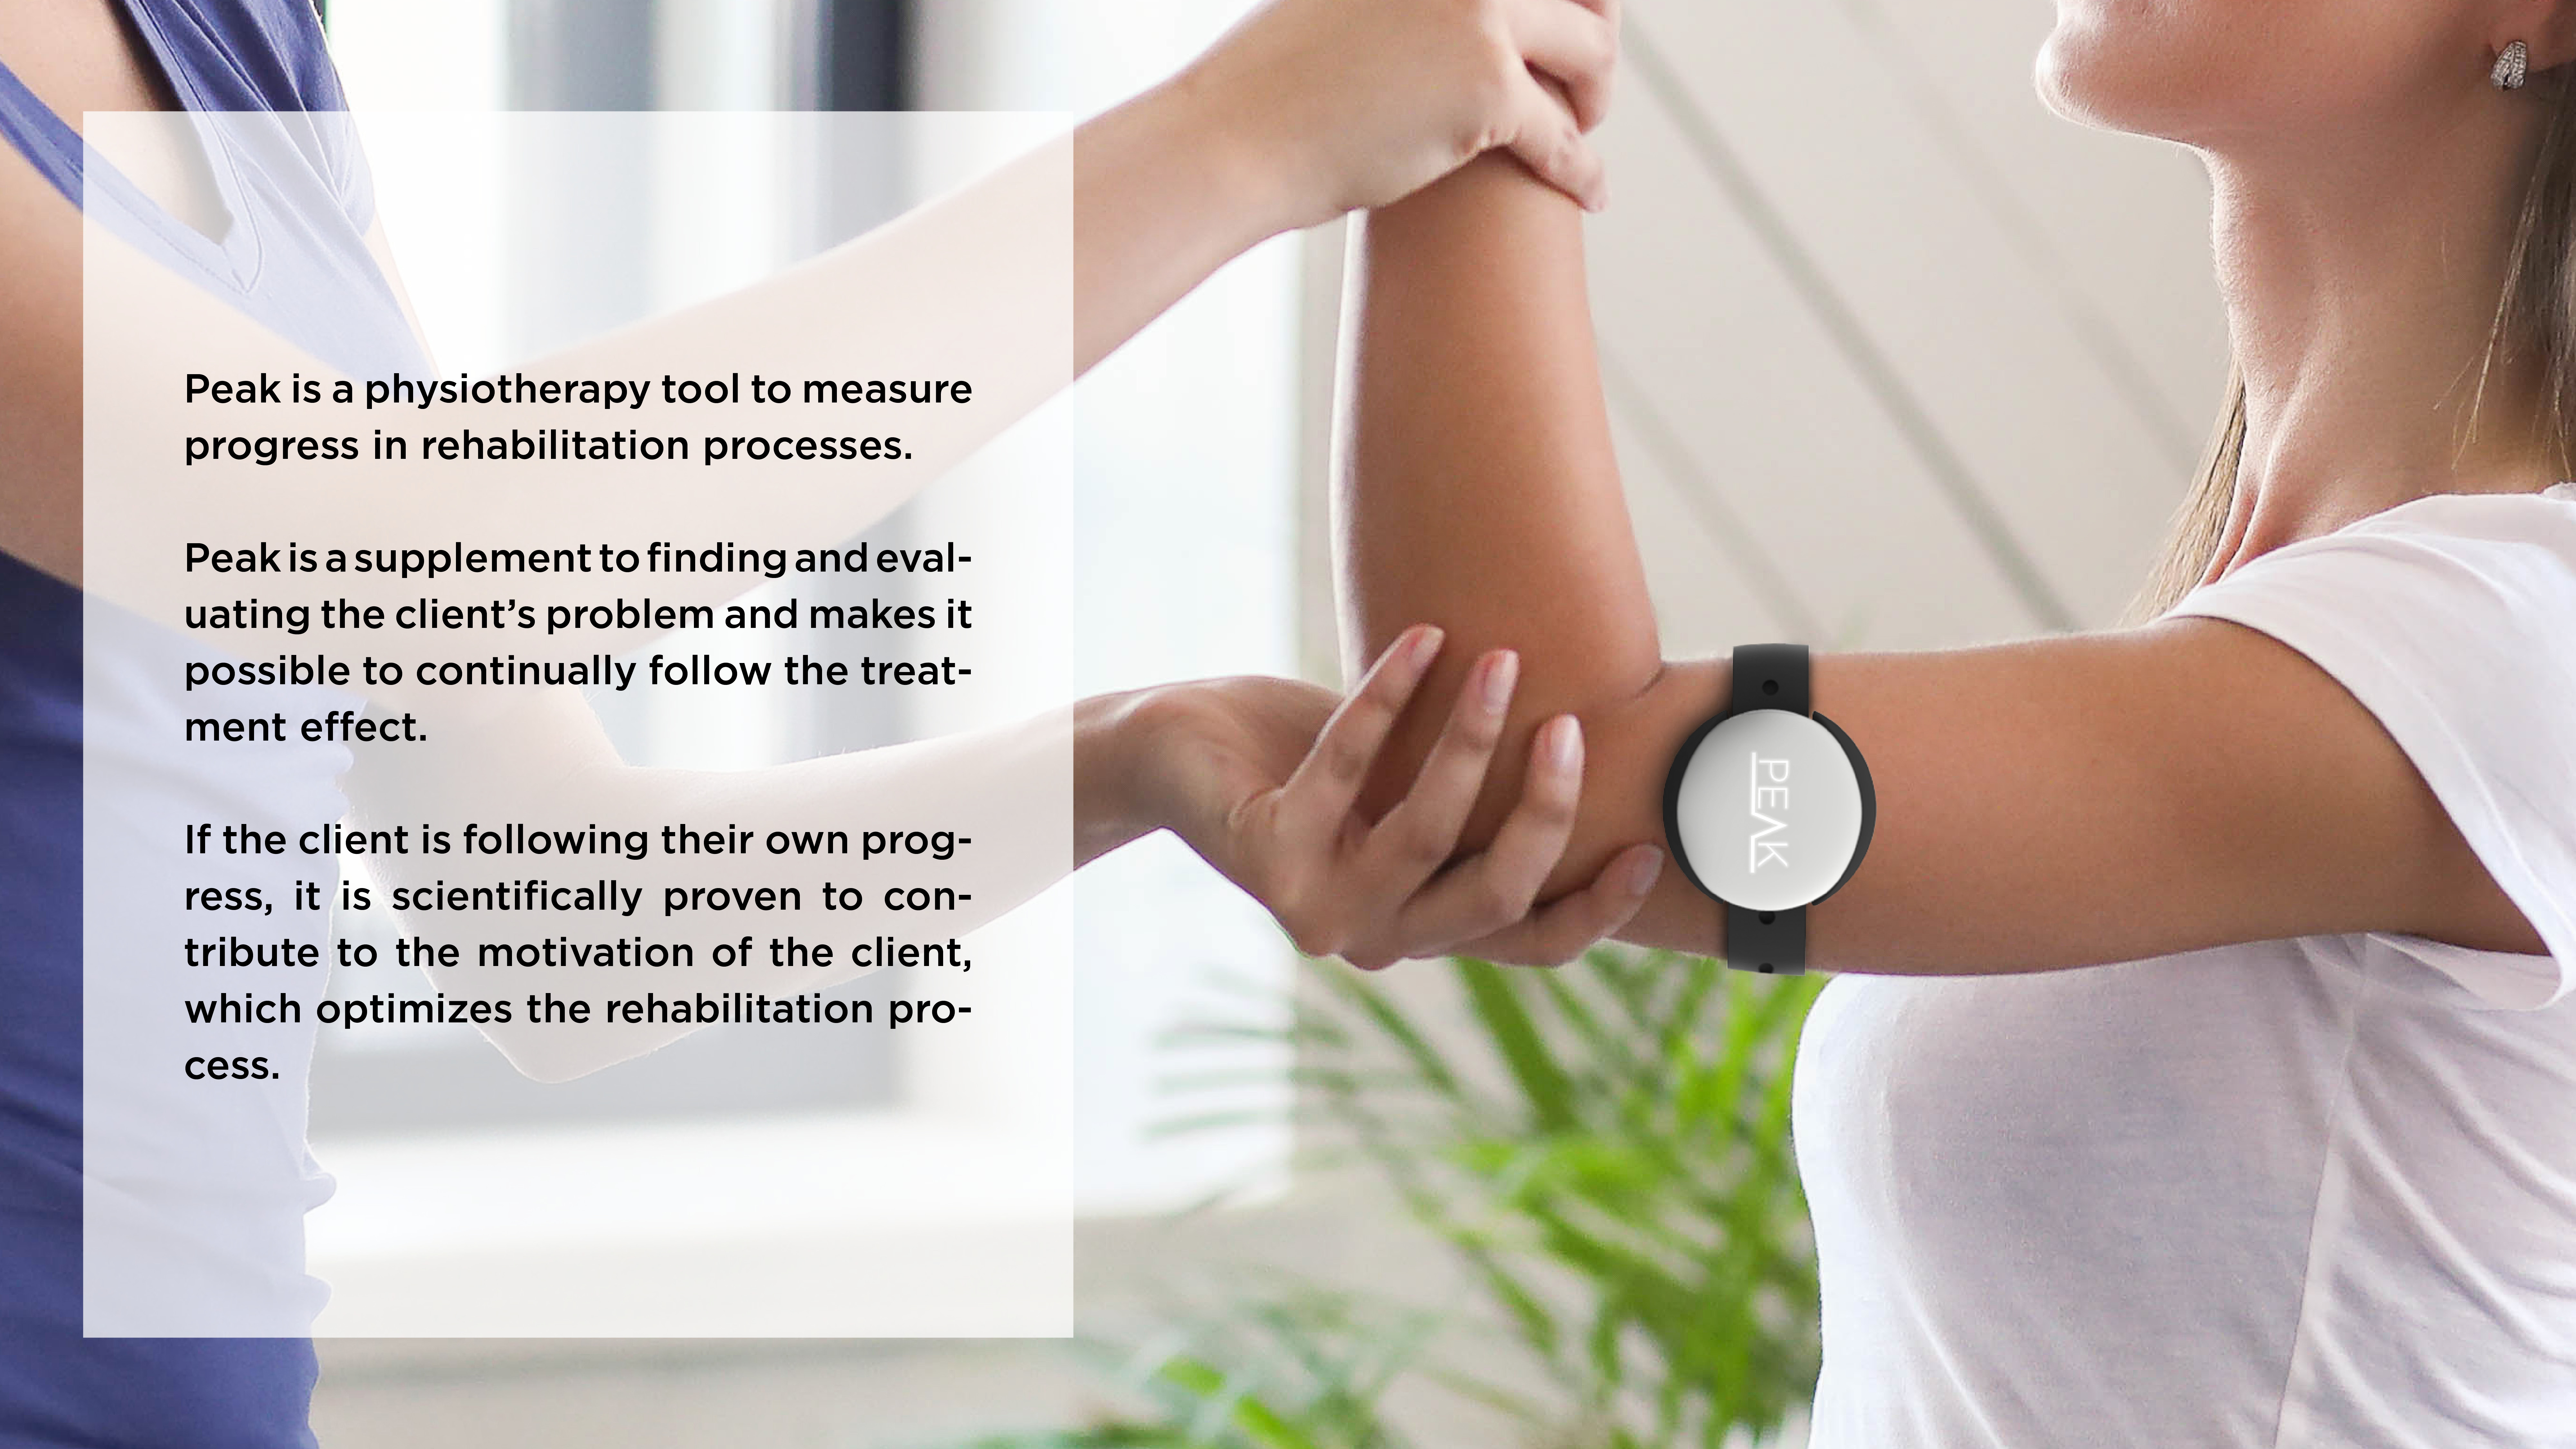 Peak is a physiotherapy tool to measure
progress in rehabilitation processes.
Peak is a supplement to finding and eval-
uating the client’s problem and makes it
possible to continually follow the treat-
ment effect.
If the client is following their own prog-
ress, it is scientifically proven to con-
tribute to the motivation of the client,
which optimizes the rehabilitation pro-
cess.
PEAK